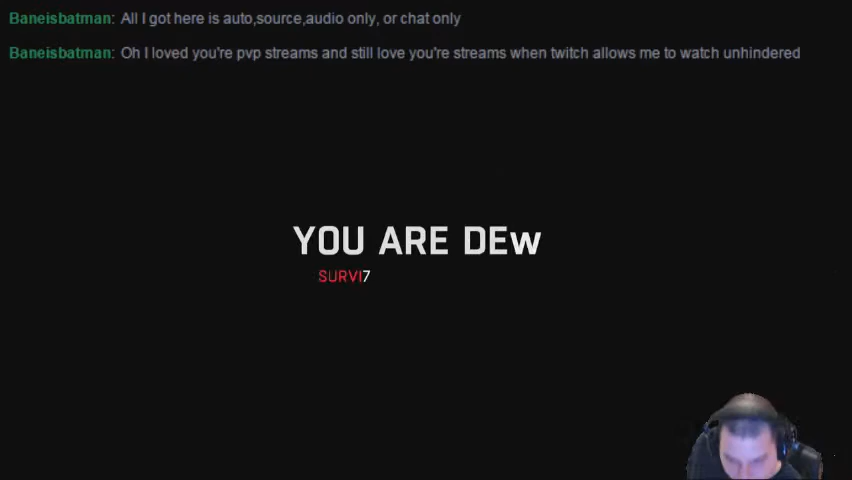 Baneisbatman: All I got here is auto,source,audio only, or chat only
Baneisbatman: Oh I loved you're pvp streams and still love you're streams when twitch allows me to watch unhindered
YOU ARE DEw
SURVI7